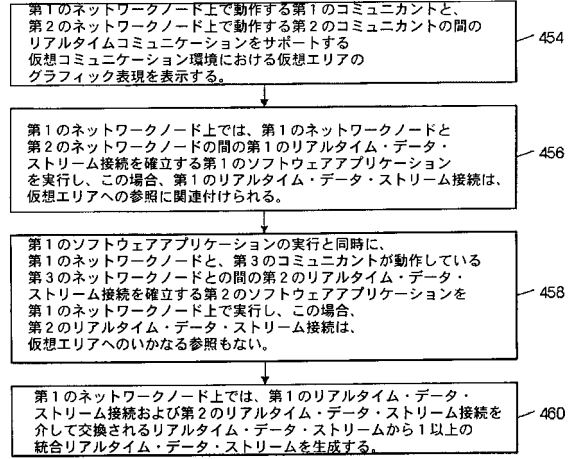 第1のネットワークノード上で動作する第1のコミュニカントと、
第2のネットワークノード上で動作する第2のコミュニカントの間の
リアルタイムコミュニケーションをサポートする
仮想コミュニケーション環境における仮想エリアの
グラフィック表現を表示する。
454
第1のネットワークノード上では、第1のネットワークノードと
第2のネットワークノードの間の第1のリアルタイム・データ・
ストリーム接続を確立する第1のソフトウェアアプリケーション
を実行し、この場合、第1のリアルタイム・データ・ストリーム接続は、
仮想エリアへの参照に関連付けられる。
456
第1のソフトウェアアプリケーションの実行と同時に、
第1のネットワークノードと、第3のコミュニカントが動作している
第3のネットワークノードとの間の第2のリアルタイム・データ・
ストリーム接続を確立する第2のソフトウェアアプリケーションを
第1のネットワークノード上で実行し、この場合、
第2のリアルタイム・データ・ストリーム接続は、
仮想エリアへのいかなる参照もない。
458
第1のネットワークノード上では、第1のリアルタイム・データ・
ストリーム接続および第2のリアルタイム・データ・ストリーム接続を
介して交換されるリアルタイム・データ・ストリームから1以上の
統合リアルタイム・データ・ストリームを生成する。
460